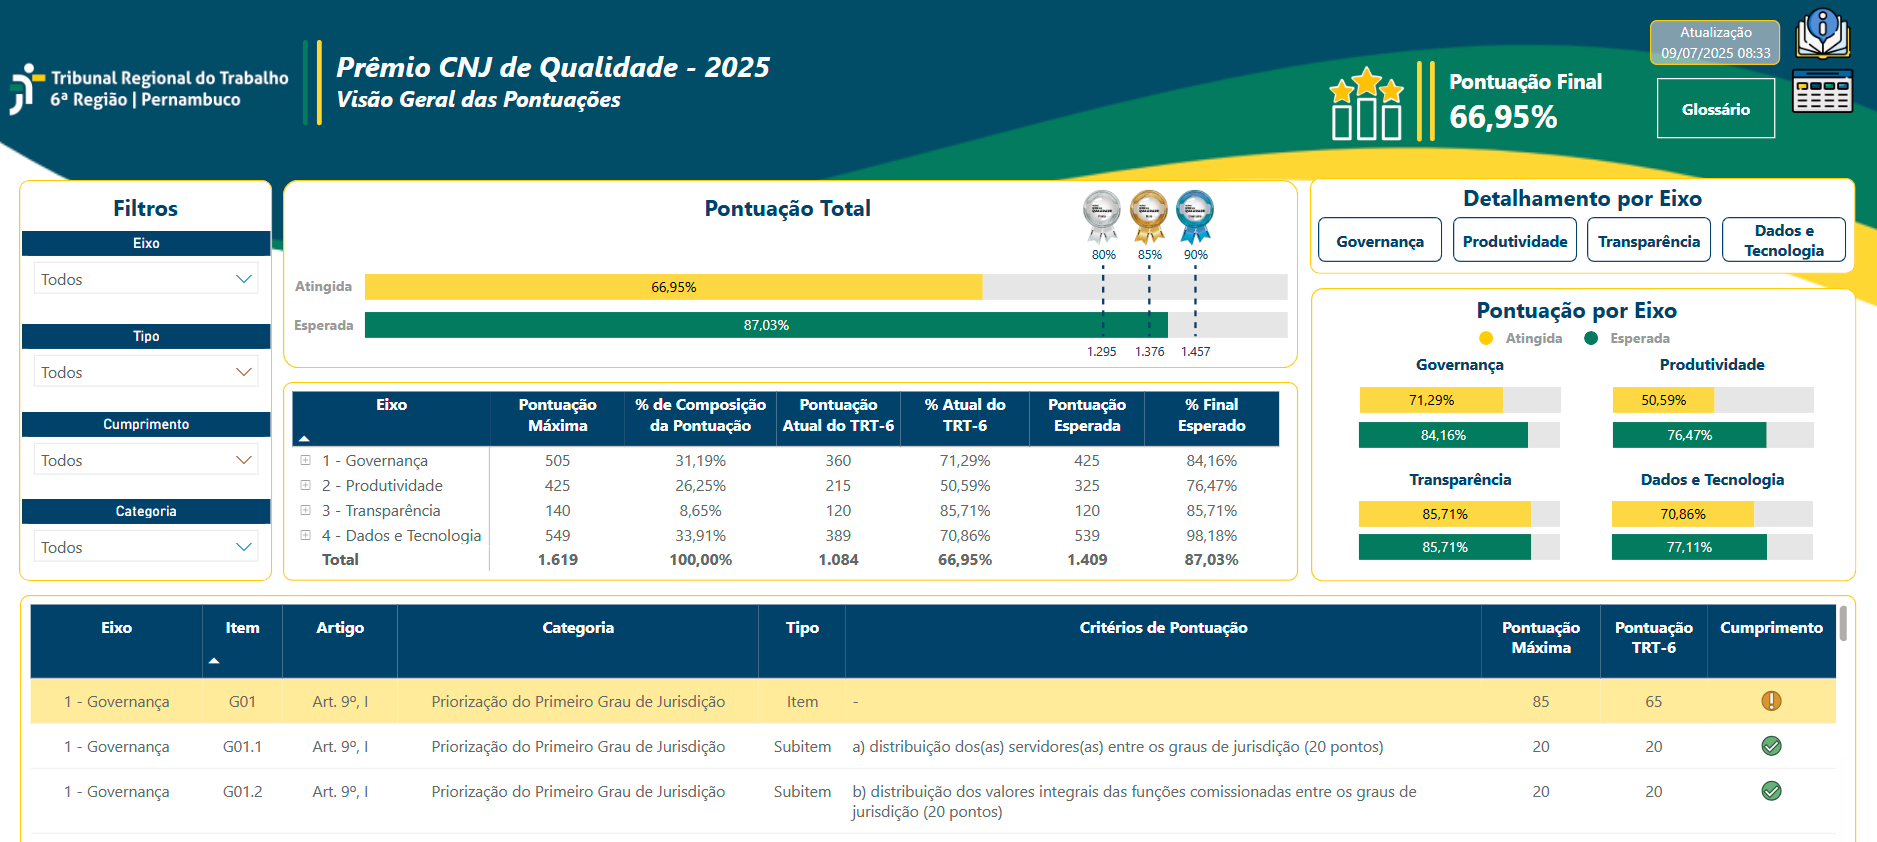 Tribunal Regional do Trabalho
6ª Região | Pernambuco
Prêmio CNJ de Qualidade - 2025
Visão Geral das Pontuações
Pontuação Final
66,95%
Atualização
09/07/2025 08:33
Glossário
Filtros
Eixo
Todos
Tipo
Todos
Cumprimento
Todos
Categoria
Todos
Pontuação Total
80% 85% 90%
Atingida 66,95%
Esperada 87,03%
1.295 1.376 1.457
Detalhamento por Eixo
Governança
Produtividade
Transparência
Dados e
Tecnologia
Pontuação por Eixo
Atingida Esperada
Governança
71,29%
84,16%
Produtividade
50,59%
76,47%
Transparência
85,71%
85,71%
Dados e Tecnologia
70,86%
77,11%
Eixo Pontuação % de Composição Pontuação % Atual do Pontuação % Final
Máxima da Pontuação Atual do TRT-6 TRT-6 Esperada Esperado
1 - Governança 505 31,19% 360 71,29% 425 84,16%
2 - Produtividade 425 26,25% 215 50,59% 325 76,47%
3 - Transparência 140 8,65% 120 85,71% 120 85,71%
4 - Dados e Tecnologia 549 33,91% 389 70,86% 539 98,18%
Total 1.619 100,00% 1.084 66,95% 1.409 87,03%
Eixo Item Artigo Categoria Tipo Critérios de Pontuação Pontuação Pontuação Cumprimento
Máxima TRT-6
1 - Governança G01 Art. 9º, I Priorização do Primeiro Grau de Jurisdição Item - 85 65
1 - Governança G01.1 Art. 9º, I Priorização do Primeiro Grau de Jurisdição Subitem a) distribuição dos(as) servidores(as) entre os graus de jurisdição (20 pontos) 20 20
1 - Governança G01.2 Art. 9º, I Priorização do Primeiro Grau de Jurisdição Subitem b) distribuição dos valores integrais das funções comissionadas entre os graus de 20 20
jurisdição (20 pontos)